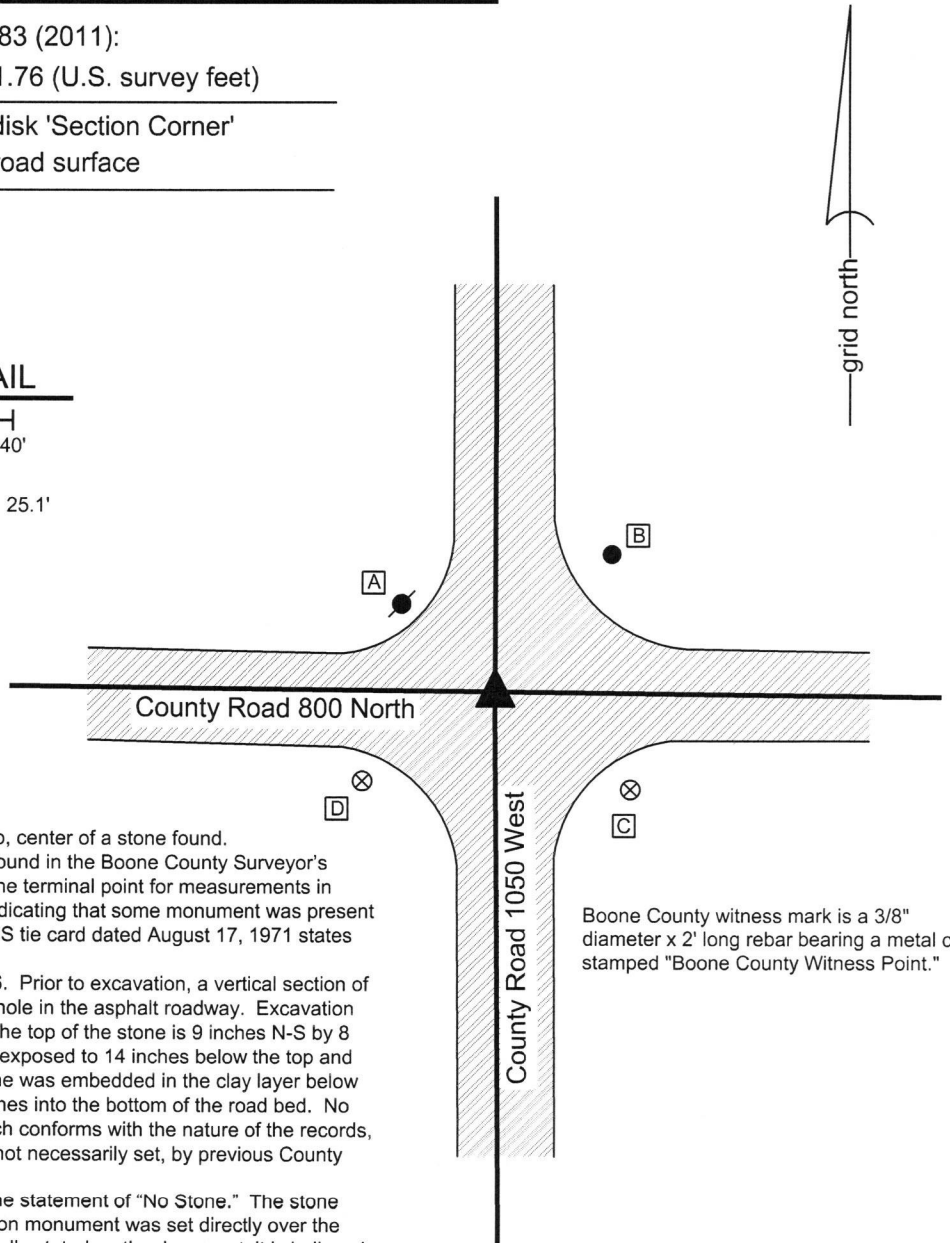 83 (2011):
1.76 (U.S. survey feet)
disk 'Section Corner'
road surface
grid north
AIL
40'
25.1'
B
A
County Road 800 North
D
C
County Road 1050 West
, center of a stone found.
ound in the Boone County Surveyor's
he terminal point for measurements in
dicating that some monument was present
S tie card dated August 17, 1971 states
Boone County witness mark is a 3/8"
diameter x 2' long rebar bearing a metal c
stamped "Boone County Witness Point."
6. Prior to excavation, a vertical section of
hole in the asphalt roadway. Excavation
he top of the stone is 9 inches N-S by 8
exposed to 14 inches below the top and
e was embedded in the clay layer below
hes into the bottom of the road bed. No
ch conforms with the nature of the records,
not necessarily set, by previous County
e statement of "No Stone." The stone
on monument was set directly over the